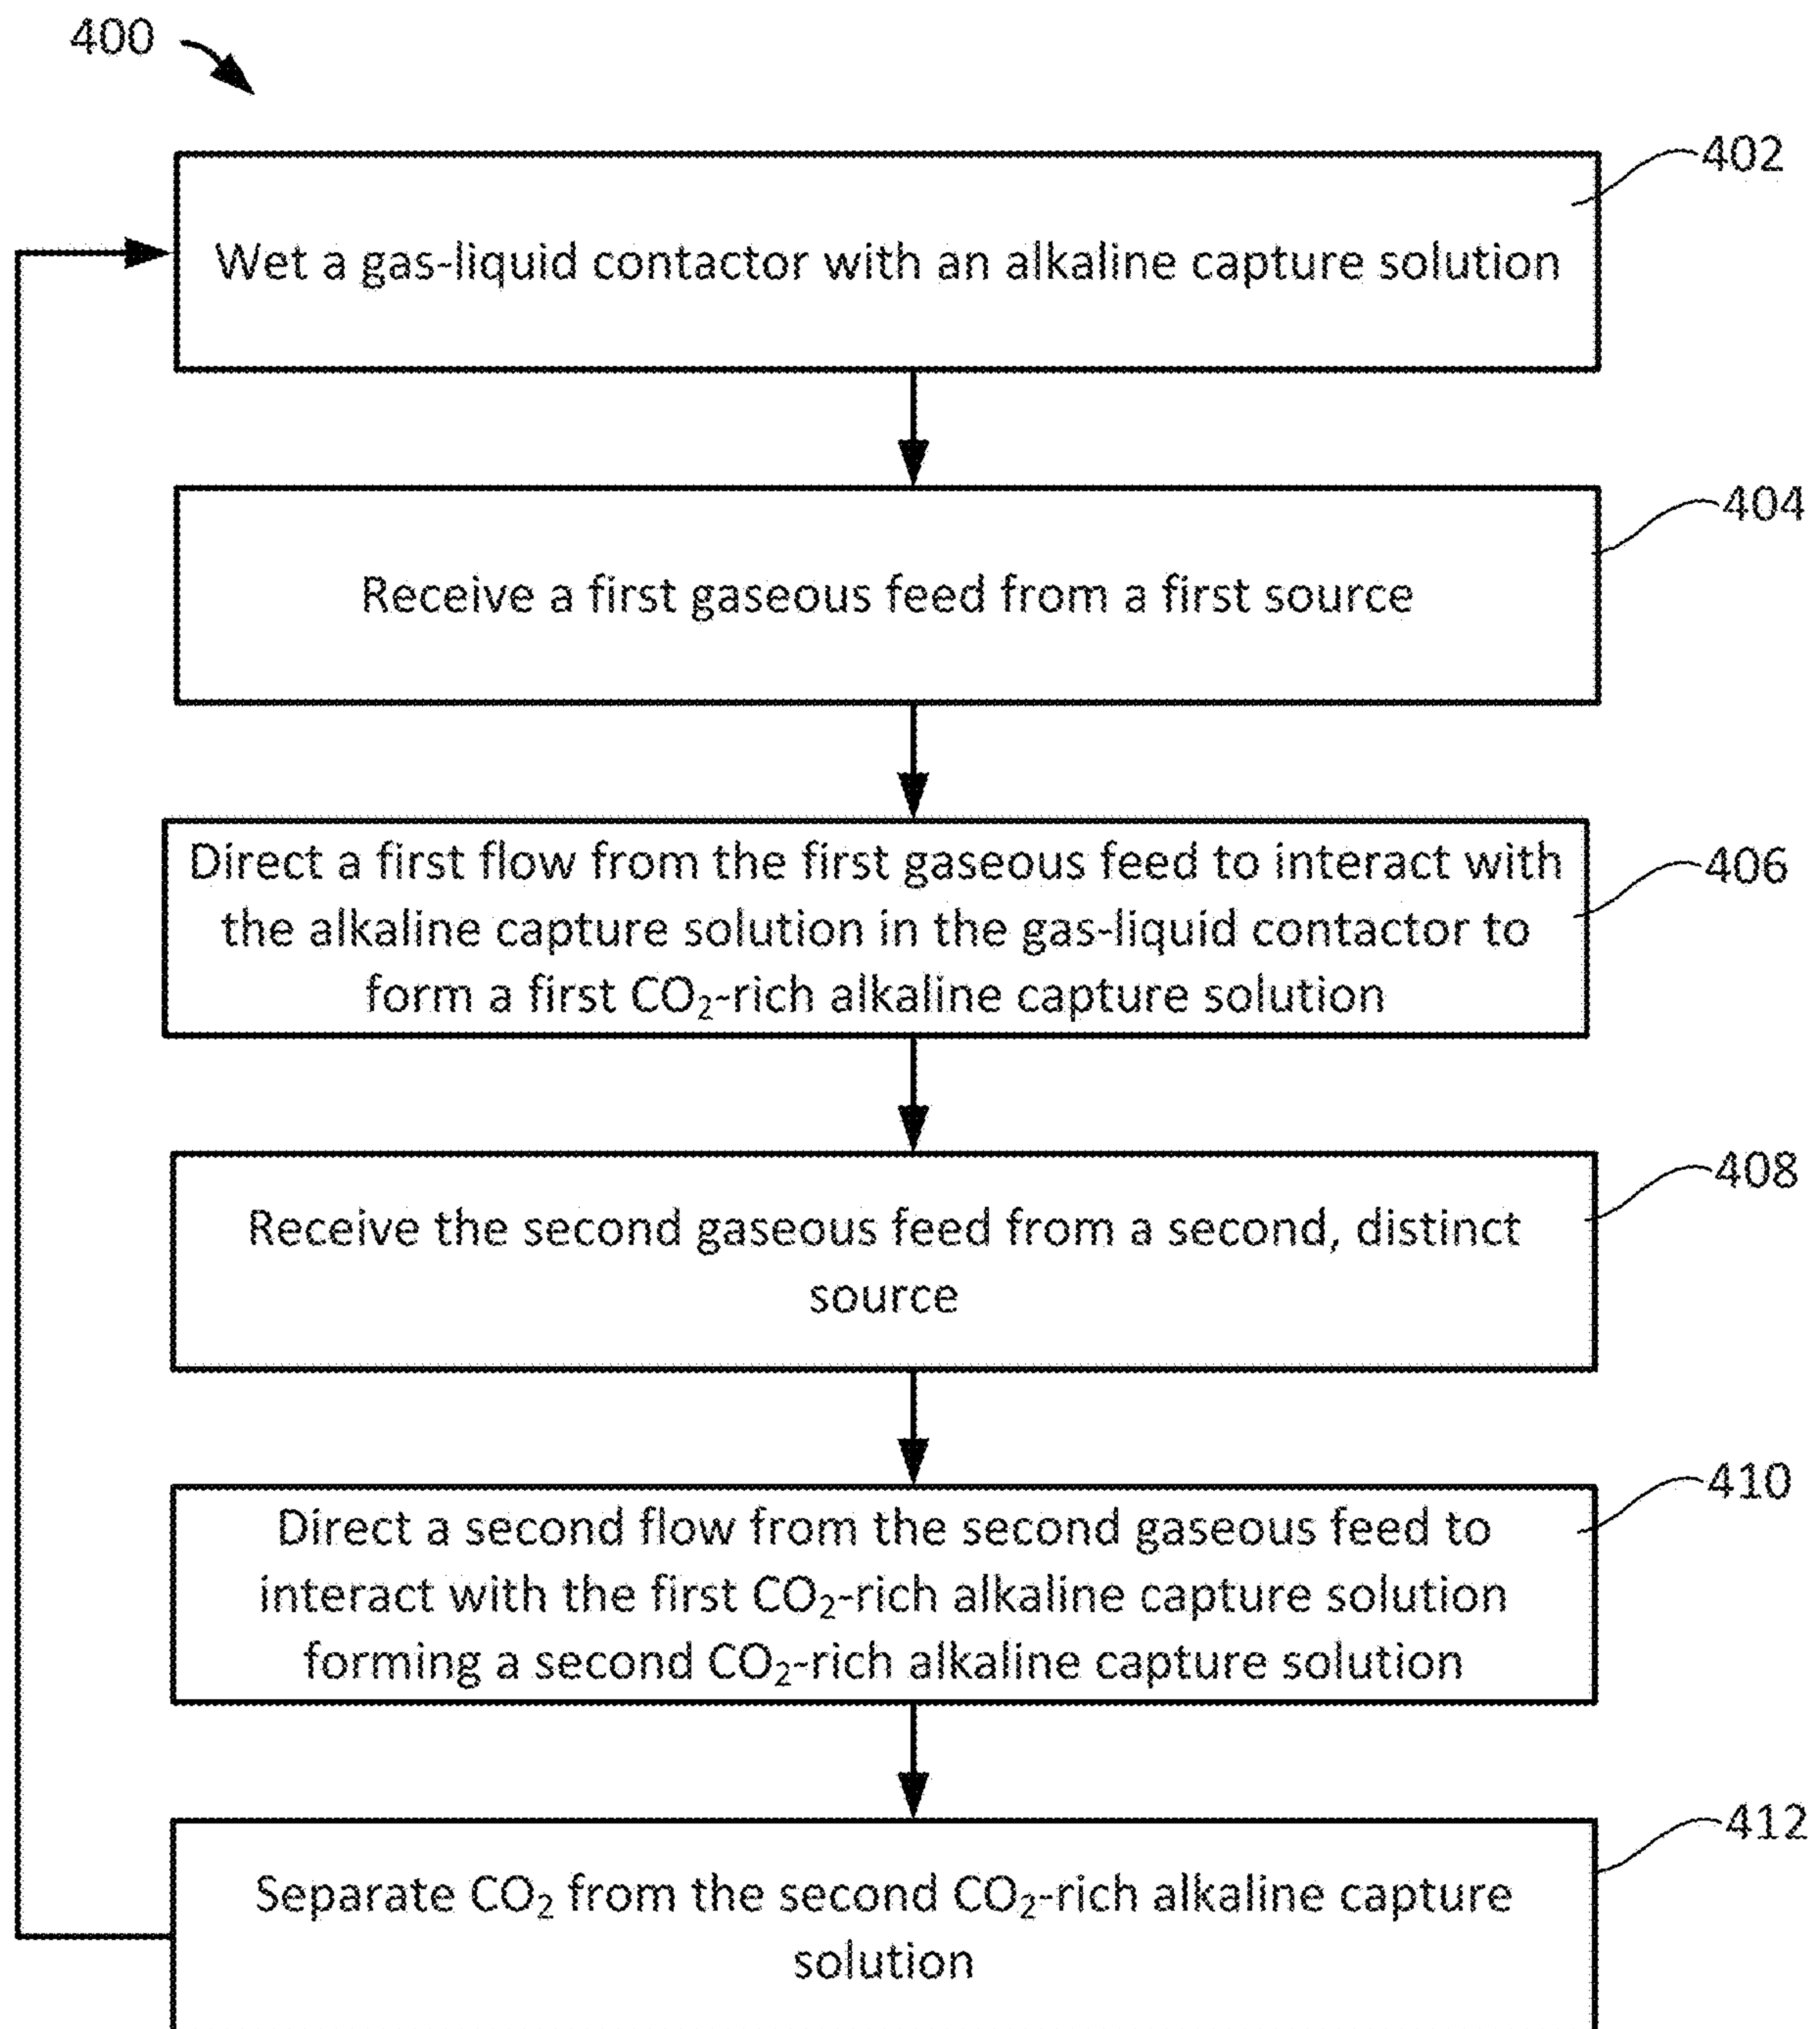 400
402
Wet a gas-liquid contactor with an alkaline capture solution
404
Receive a first gaseous feed from a first source
406
Direct a first flow from the first gaseous feed to interact with
the alkaline capture solution in the gas-liquid contactor to
form a first CO₂-rich alkaline capture solution
408
Receive the second gaseous feed from a second, distinct
source
410
Direct a second flow from the second gaseous feed to
interact with the first CO₂-rich alkaline capture solution
forming a second CO₂-rich alkaline capture solution
412
Separate CO₂ from the second CO₂-rich alkaline capture
solution